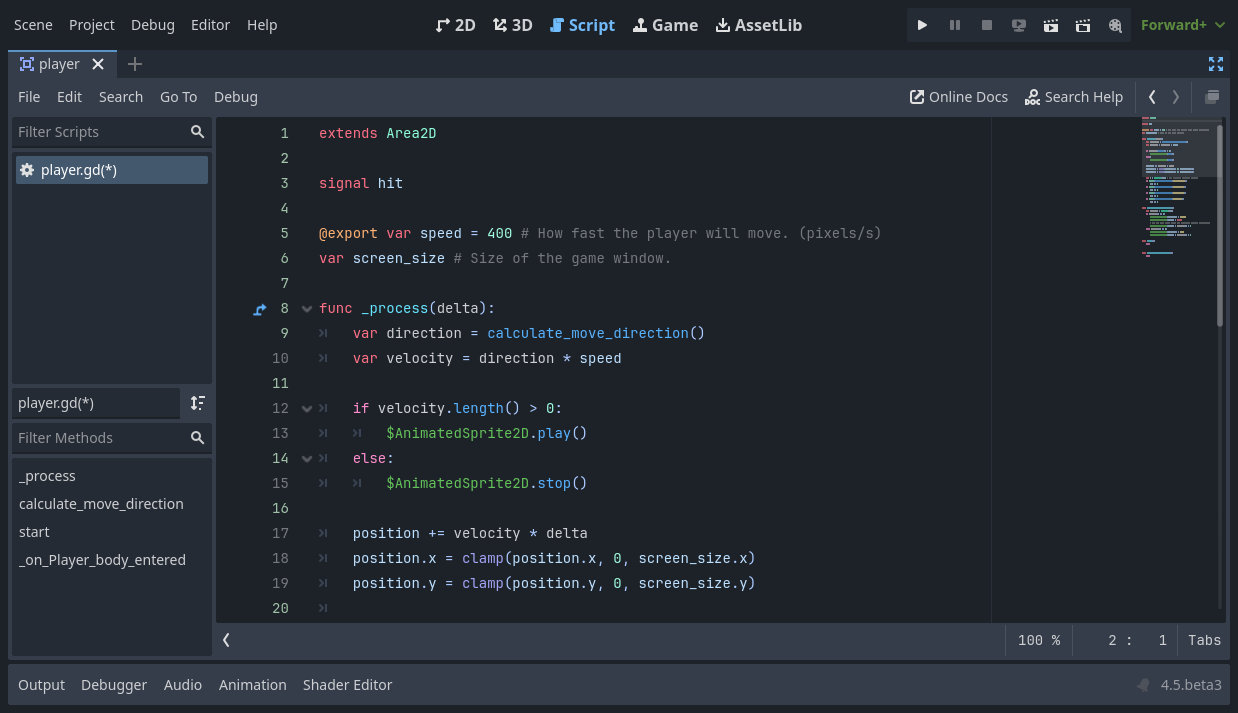 Scene Project Debug Editor Help 2D 3D Script Game AssetLib Forward+
player
File Edit Search Go To Debug Online Docs Search Help
Filter Scripts
player.gd(*)
player.gd(*)
Filter Methods
_process
calculate_move_direction
start
_on_Player_body_entered
1 extends Area2D
2
3 signal hit
4
5 @export var speed = 400 # How fast the player will move. (pixels/s)
6 var screen_size # Size of the game window.
7
8 func _process(delta):
9 var direction = calculate_move_direction()
10 var velocity = direction * speed
11
12 if velocity.length() > 0:
13 $AnimatedSprite2D.play()
14 else:
15 $AnimatedSprite2D.stop()
16
17 position += velocity * delta
18 position.x = clamp(position.x, 0, screen_size.x)
19 position.y = clamp(position.y, 0, screen_size.y)
20
100 % 2 : 1 Tabs
Output Debugger Audio Animation Shader Editor 4.5.beta3